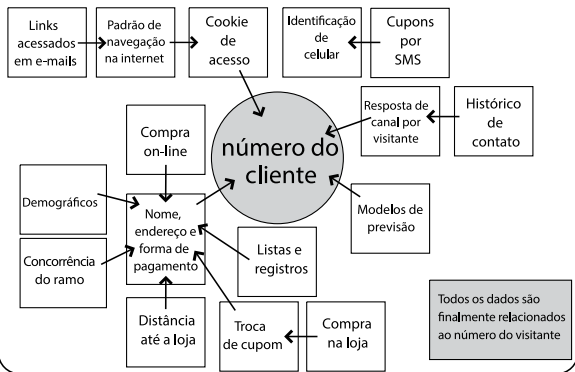 Links
acessados
em e-mails
Padrão de
navegação
na internet
Cookie
de
acesso
Identificação
de
celular
Cupons
por
SMS
Compra
on-line
número do
cliente
Resposta de
canal por
visitante
Histórico
de
contato
Demográficos
Nome,
endereço e
forma de
pagamento
Modelos de
previsão
Concorrência
do ramo
Listas e
registros
Distância
até a loja
Troca
de cupom
Compra
na loja
Todos os dados são
finalmente relacionados
ao número do visitante